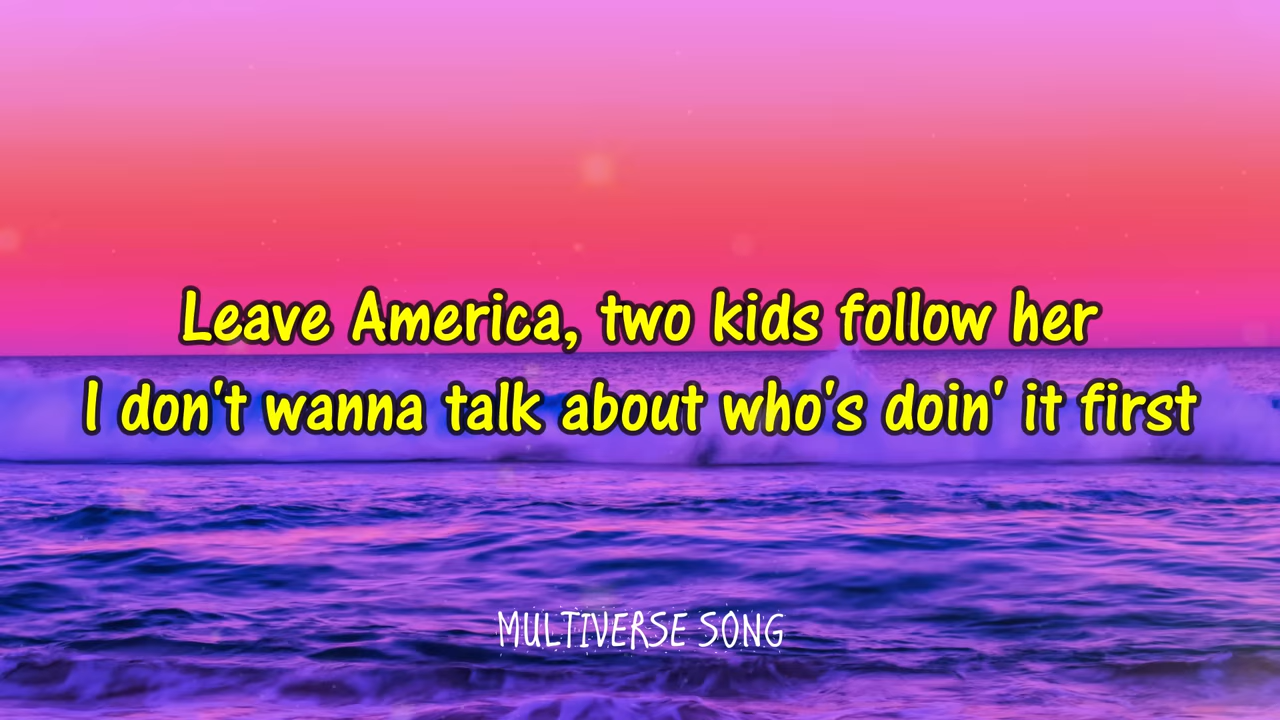 Leave America, two kids follow her
I don't wanna talk about who's doin' it first
MULTIVERSE SONG